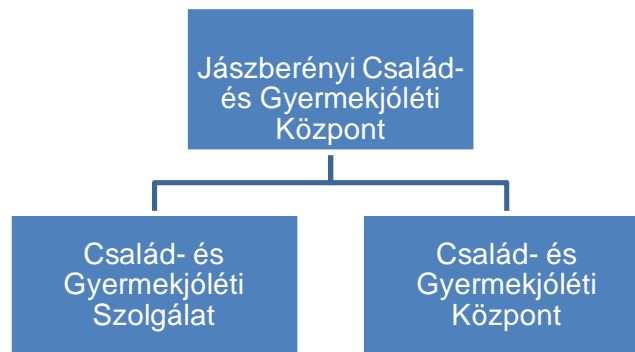 Jászberényi Család-
és Gyermekjóléti
Központ
Család- és
Gyermekjóléti
Szolgálat
Család- és
Gyermekjóléti
Központ